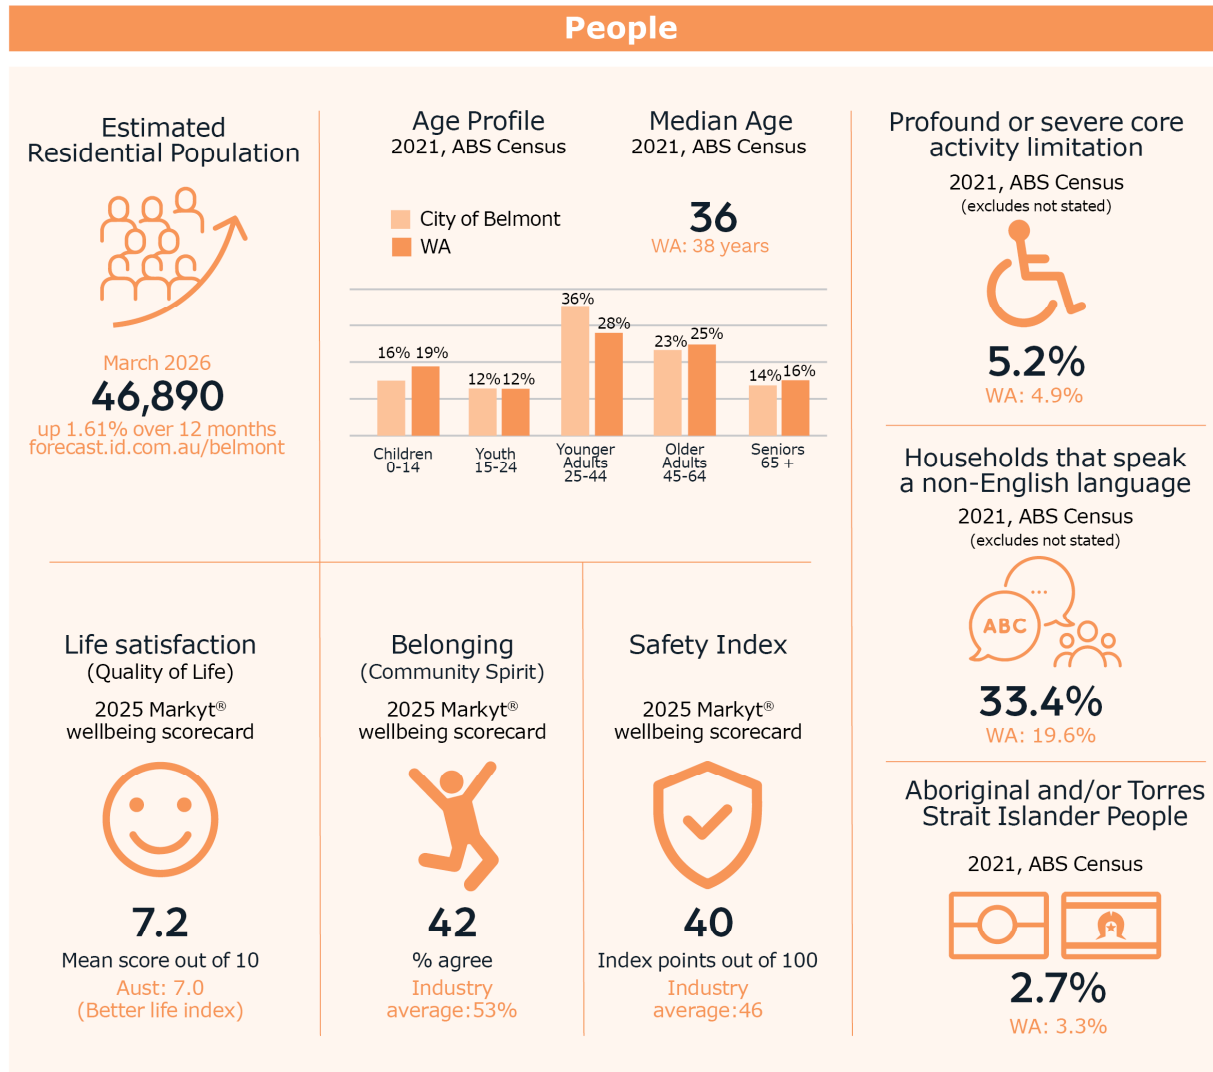 People
Estimated
Residential Population
March 2026
46,890
up 1.61% over 12 months
forecast.id.com.au/belmont
Age Profile
2021, ABS Census
City of Belmont
WA
Median Age
2021, ABS Census
36
WA: 38 years
16% 19%
12% 12%
36%
28%
23% 25%
14% 16%
Children
0-14
Youth
15-24
Younger
Adults
25-44
Older
Adults
45-64
Seniors
65 +
Profound or severe core
activity limitation
2021, ABS Census
(excludes not stated)
5.2%
WA: 4.9%
Households that speak
a non-English language
2021, ABS Census
(excludes not stated)
...
ABC
33.4%
WA: 19.6%
Aboriginal and/or Torres
Strait Islander People
2021, ABS Census
2.7%
WA: 3.3%
Life satisfaction
(Quality of Life)
2025 Markyt®
wellbeing scorecard
7.2
Mean score out of 10
Aust: 7.0
(Better life index)
Belonging
(Community Spirit)
2025 Markyt®
wellbeing scorecard
42
% agree
Industry
average:53%
Safety Index
2025 Markyt®
wellbeing scorecard
40
Index points out of 100
Industry
average:46